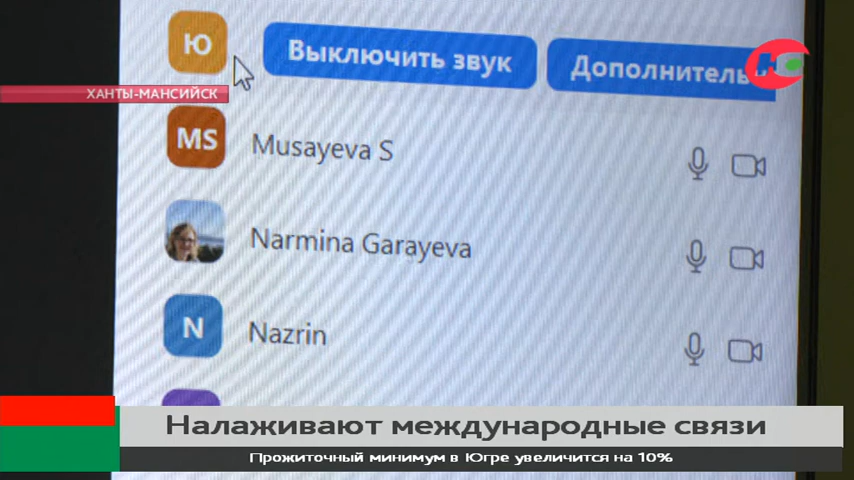 Ю
Выключить звук
Дополнитель
ХАНТЫ-МАНСИЙСК
MS
Musayeva S
Narmina Garayeva
N
Nazrin
Налаживают международные связи
Прожиточный минимум в Югре увеличится на 10%